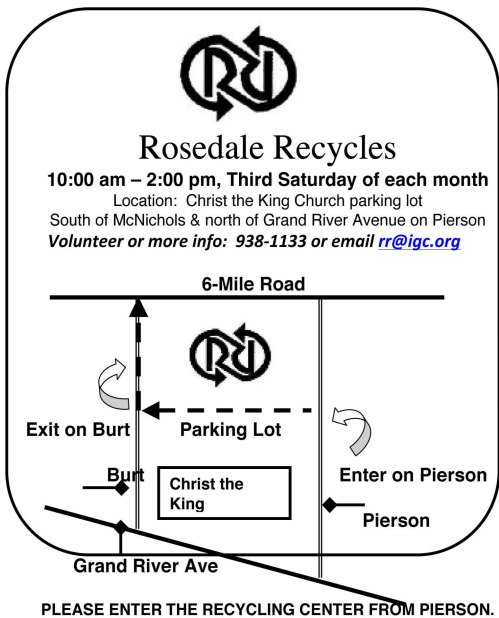 Rosedale Recycles
10:00 am – 2:00 pm, Third Saturday of each month
Location: Christ the King Church parking lot
South of McNichols & north of Grand River Avenue on Pierson
Volunteer or more info: 938-1133 or email rr@igc.org
6-Mile Road
Exit on Burt
Parking Lot
Burt
Christ the
King
Enter on Pierson
Pierson
Grand River Ave
PLEASE ENTER THE RECYCLING CENTER FROM PIERSON.